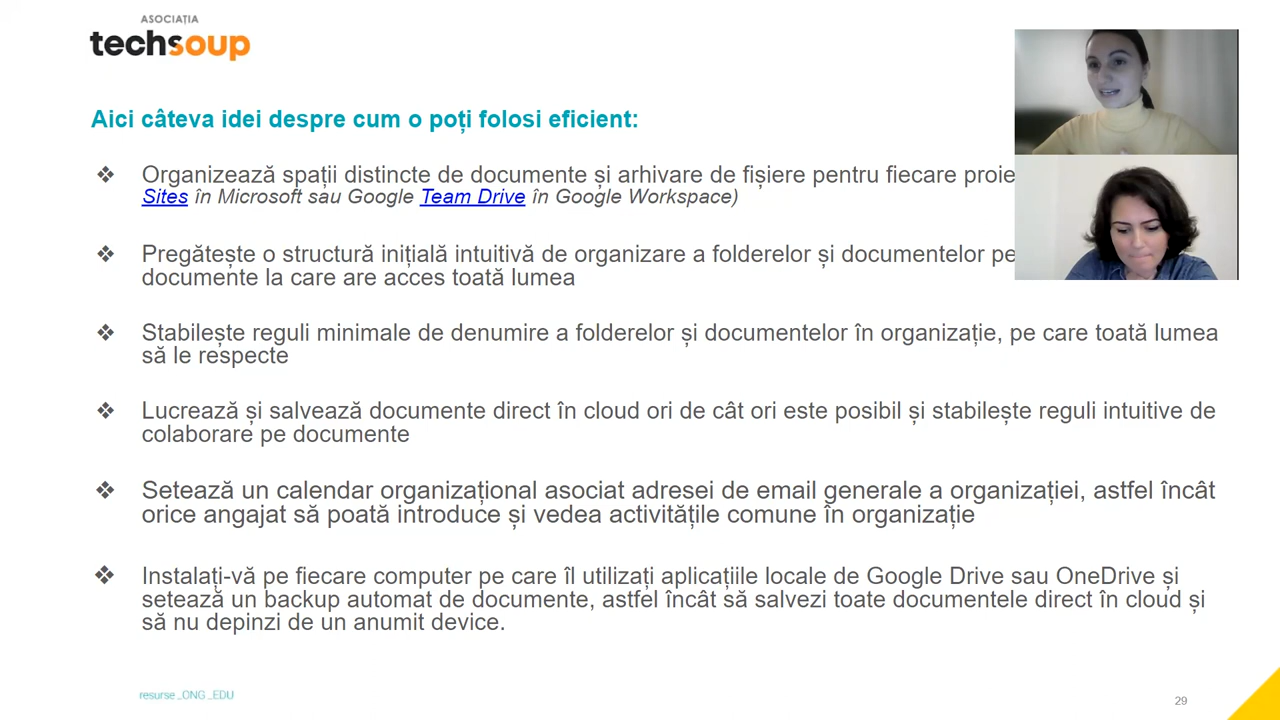 ASOCIAȚIA
techsoup
Aici câteva idei despre cum o poți folosi eficient:
❖ Organizează spații distincte de documente și arhivare de fișiere pentru fiecare
Sites în Microsoft sau Google Team Drive în Google Workspace)
❖ Pregătește o structură inițială intuitivă de organizare a folderelor și documentelor
documente la care are acces toată lumea
❖ Stabilește reguli minimale de denumire a folderelor și documentelor în organizație, pe care toată lumea
să le respecte
❖ Lucrează și salvează documente direct în cloud ori de cât ori este posibil și stabilește reguli intuitive de
colaborare pe documente
❖ Setează un calendar organizațional asociat adresei de email generale a organizației, astfel încât
orice angajat să poată introduce și vedea activitățile comune în organizație
❖ Instalați-vă pe fiecare computer pe care îl utilizați aplicațiile locale de Google Drive sau OneDrive și
setează un backup automat de documente, astfel încât să salvezi toate documentele direct în cloud și
să nu depinzi de un anumit device.
resurse _ONG _EDU
29